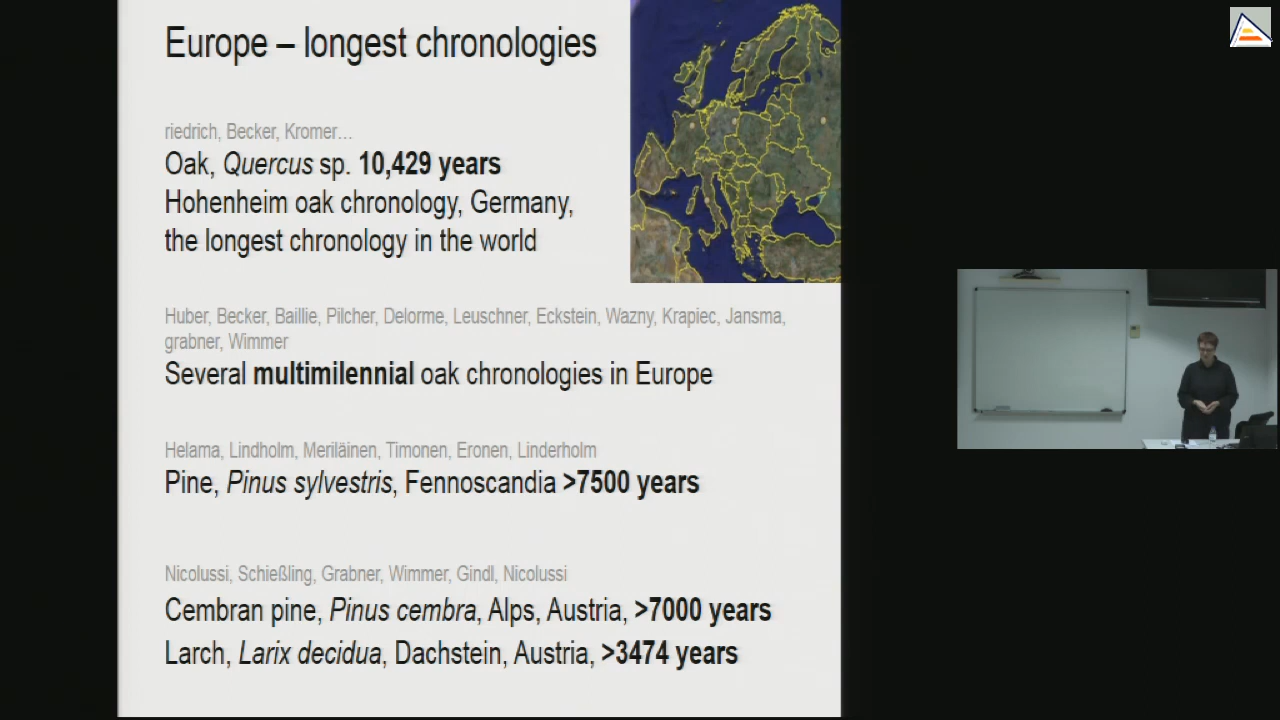 Europe – longest chronologies
riedrich, Becker, Kromer…
Oak, Quercus sp. 10,429 years
Hohenheim oak chronology, Germany,
the longest chronology in the world
Huber, Becker, Baillie, Pilcher, Delorme, Leuschner, Eckstein, Wazny, Krapiec, Jansma,
grabner, Wimmer
Several multimilennial oak chronologies in Europe
Helama, Lindholm, Meriläinen, Timonen, Eronen, Linderholm
Pine, Pinus sylvestris, Fennoscandia >7500 years
Nicolussi, Schießling, Grabner, Wimmer, Gindl, Nicolussi
Cembran pine, Pinus cembra, Alps, Austria, >7000 years
Larch, Larix decidua, Dachstein, Austria, >3474 years